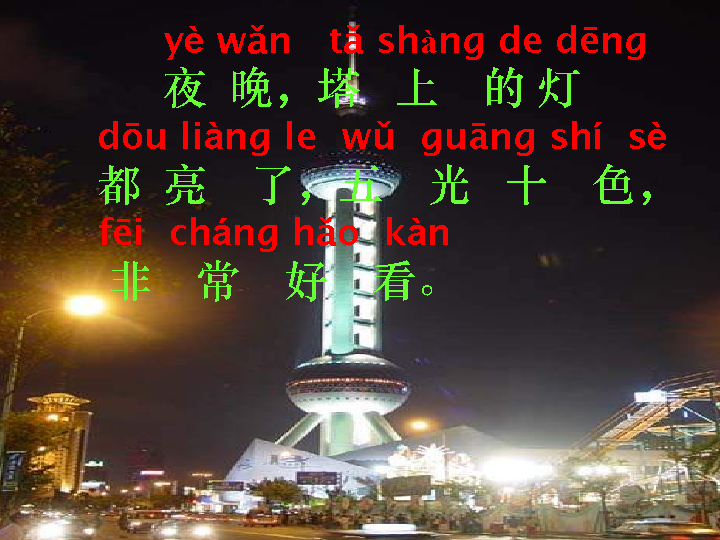 yè wǎn tǎ shàng de dēng
夜晚，塔上的灯
dōu liàng le wǔ guāng shí sè
都亮了，五光十色，
fēi cháng hǎo kàn
非常好看。